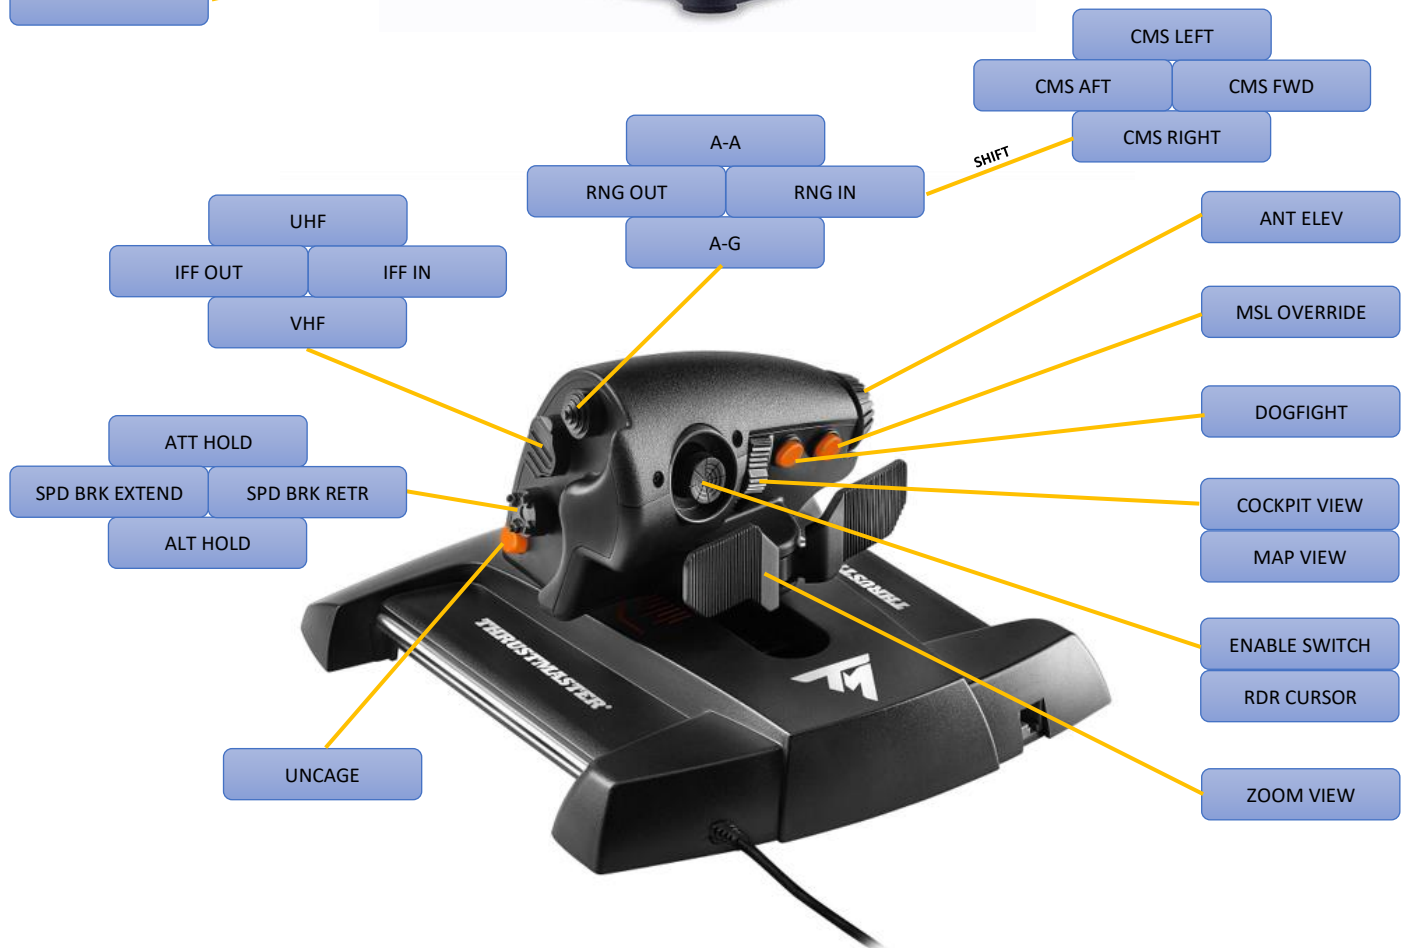 CMS LEFT
CMS AFT
CMS FWD
CMS RIGHT
SHIFT
A-A
RNG OUT
RNG IN
A-G
UHF
IFF OUT
IFF IN
VHF
ANT ELEV
MSL OVERRIDE
DOGFIGHT
ATT HOLD
SPD BRK EXTEND
SPD BRK RETR
ALT HOLD
COCKPIT VIEW
MAP VIEW
ENABLE SWITCH
RDR CURSOR
ZOOM VIEW
UNCAGE
THRUSTMASTER®
THRUST